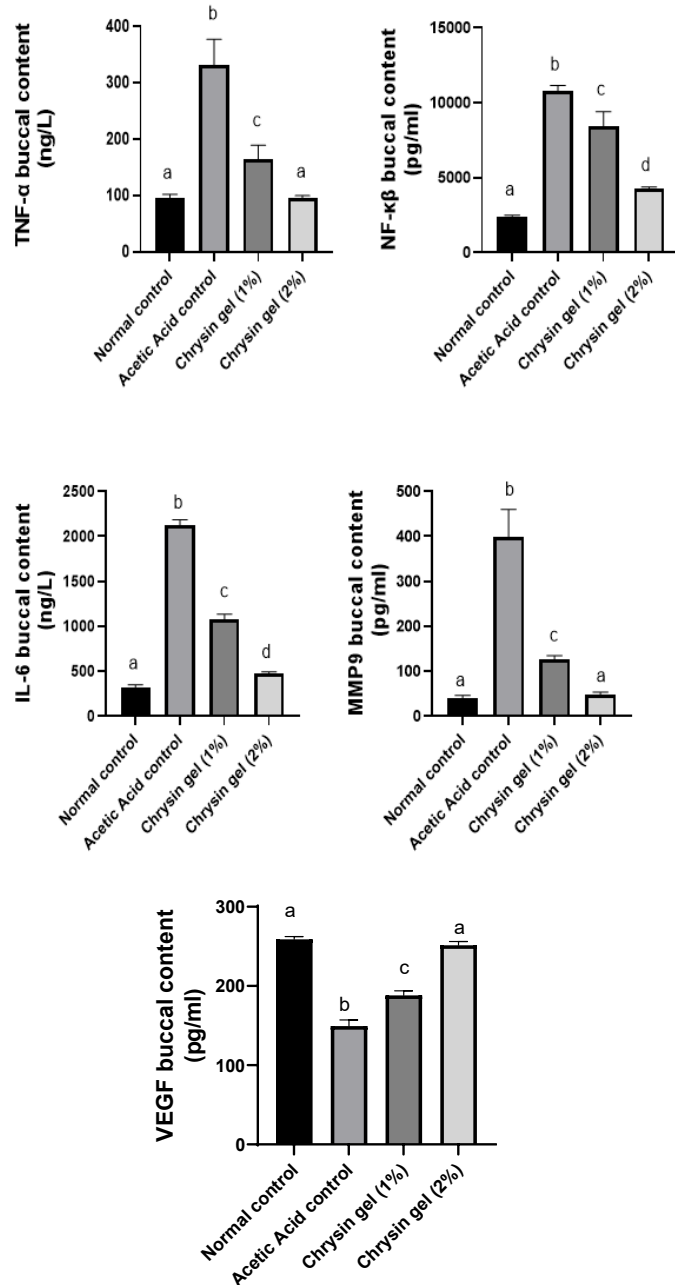 TNF-α buccal content
(ng/L)
400
300
200
100
0
a
b
c
a
Normal control
Acetic Acid control
Chrysin gel (1%)
Chrysin gel (2%)
NF-κβ buccal content
(pg/ml)
15000
10000
5000
0
a
b
c
d
Normal control
Acetic Acid control
Chrysin gel (1%)
Chrysin gel (2%)
IL-6 buccal content
(ng/L)
2500
2000
1500
1000
500
0
a
b
c
d
Normal control
Acetic Acid control
Chrysin gel (1%)
Chrysin gel (2%)
MMP9 buccal content
(pg/ml)
500
400
300
200
100
0
a
b
c
a
Normal control
Acetic Acid control
Chrysin gel (1%)
Chrysin gel (2%)
VEGF buccal content
(pg/ml)
300
200
100
0
a
b
c
a
Normal control
Acetic Acid control
Chrysin gel (1%)
Chrysin gel (2%)